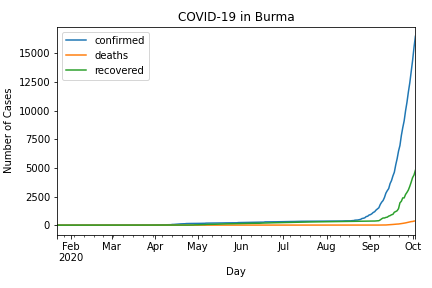 COVID-19 in Burma
confirmed
deaths
recovered
Number of Cases
15000
12500
10000
7500
5000
2500
0
Feb Mar Apr May Jun Jul Aug Sep Oct
2020
Day